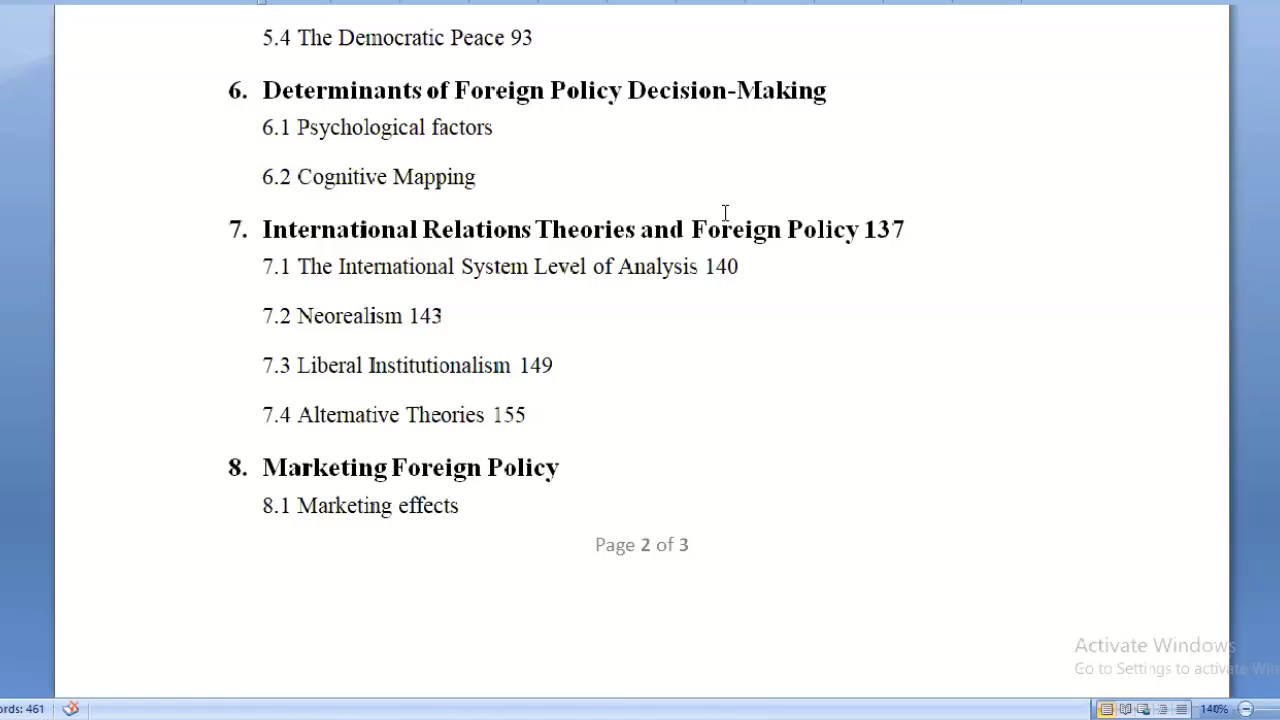 5.4 The Democratic Peace 93
6. Determinants of Foreign Policy Decision-Making
6.1 Psychological factors
6.2 Cognitive Mapping
7. International Relations Theories and Foreign Policy 137
7.1 The International System Level of Analysis 140
7.2 Neorealism 143
7.3 Liberal Institutionalism 149
7.4 Alternative Theories 155
8. Marketing Foreign Policy
8.1 Marketing effects
Page 2 of 3
Activate Windows
Go to Settings to activate Win
ords: 461
140%